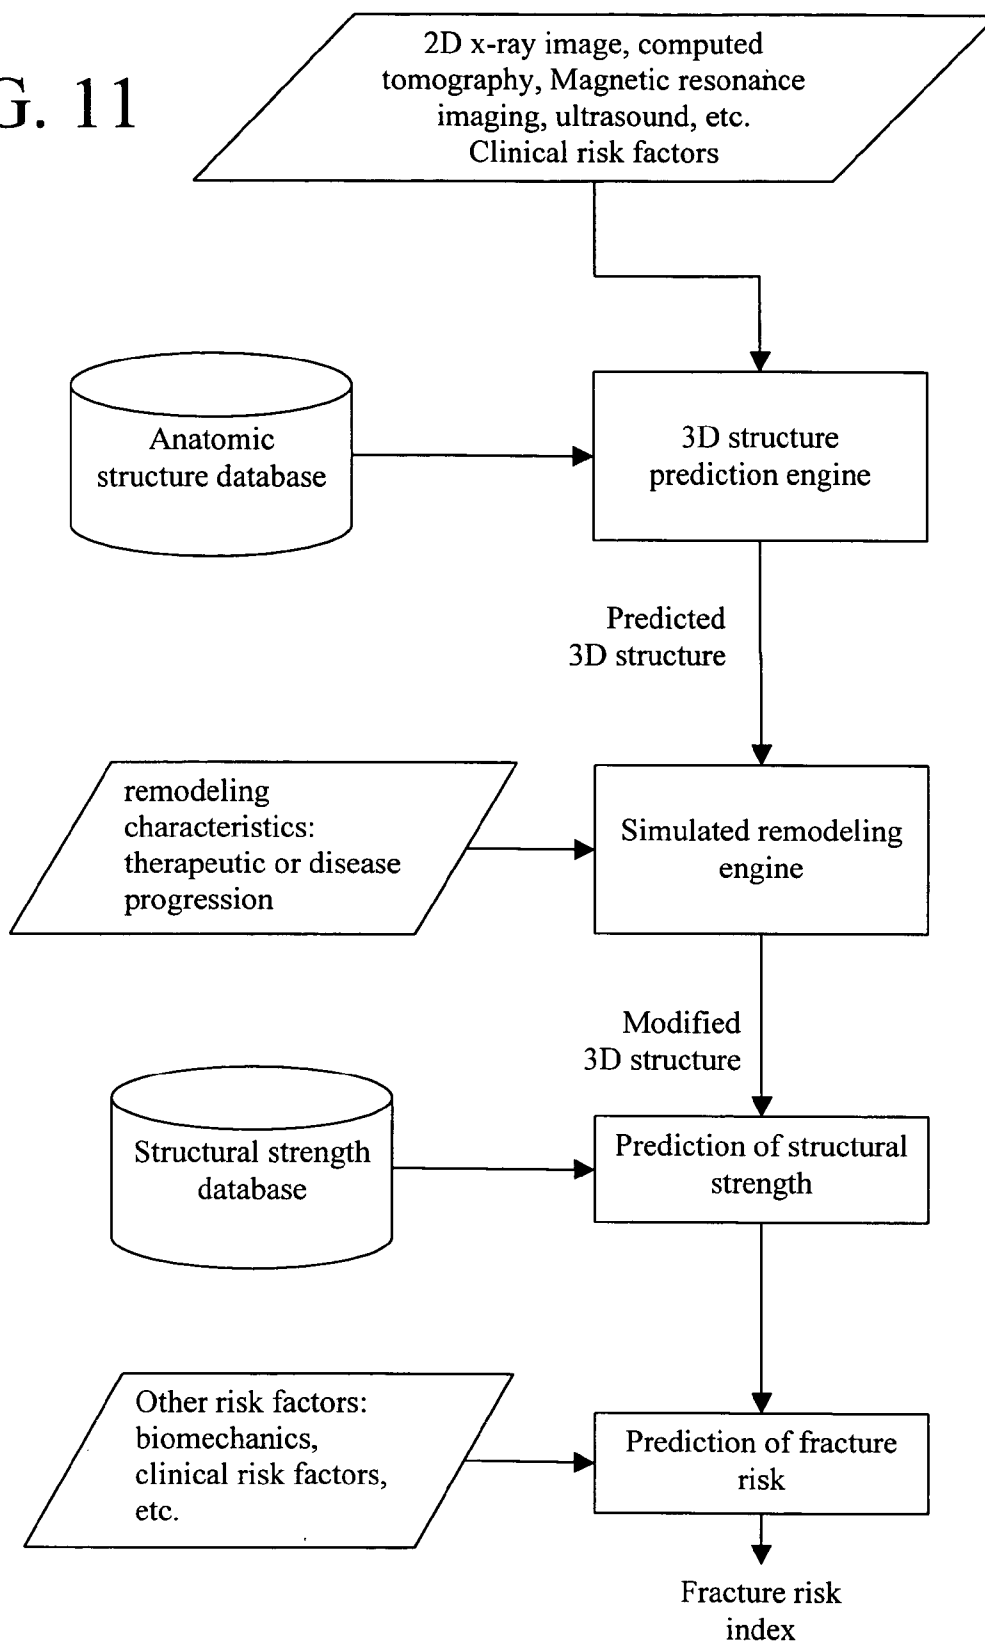 G. 11
2D x-ray image, computed
tomography, Magnetic resonance
imaging, ultrasound, etc.
Clinical risk factors
Anatomic
structure database
3D structure
prediction engine
Predicted
3D structure
remodeling
characteristics:
therapeutic or disease
progression
Simulated remodeling
engine
Modified
3D structure
Structural strength
database
Prediction of structural
strength
Other risk factors:
biomechanics,
clinical risk factors,
etc.
Prediction of fracture
risk
Fracture risk
index